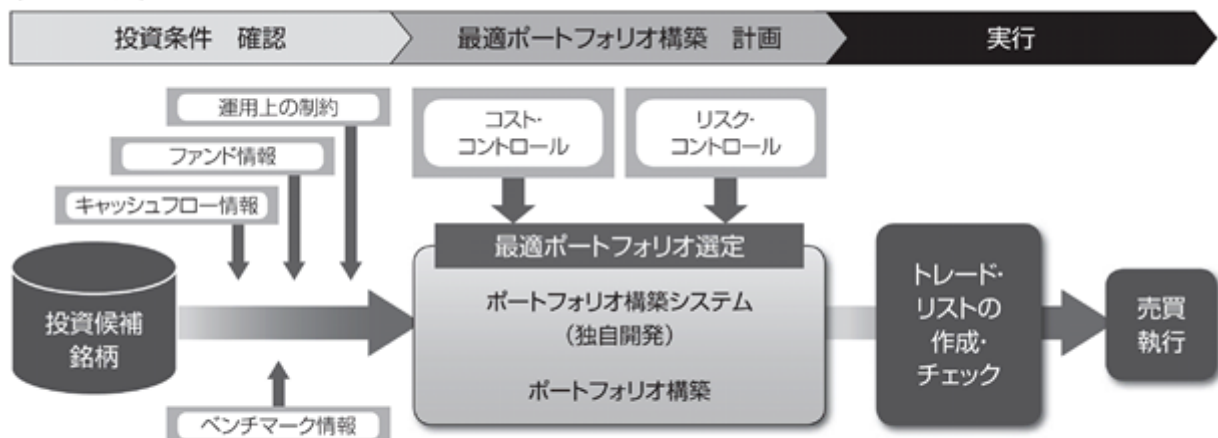 投資条件　確認
最適ポートフォリオ構築　計画
実行
運用上の制約
ファンド情報
キャッシュフロー情報
コスト・
コントロール
リスク・
コントロール
投資候補
銘柄
最適ポートフォリオ選定
ポートフォリオ構築システム
（独自開発）
ポートフォリオ構築
トレード・
リストの
作成・
チェック
売買
執行
ベンチマーク情報